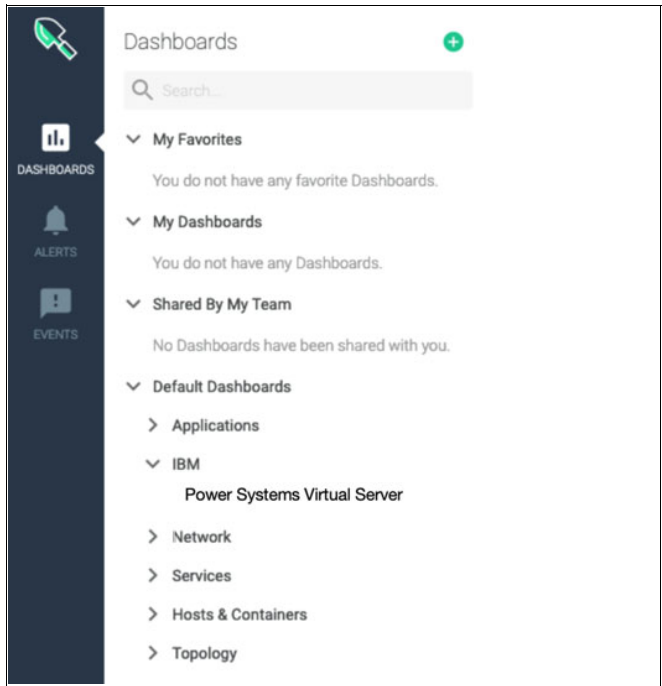 Dashboards
Search...
DASHBOARDS
ALERTS
EVENTS
My Favorites
You do not have any favorite Dashboards.
My Dashboards
You do not have any Dashboards.
Shared By My Team
No Dashboards have been shared with you.
Default Dashboards
Applications
IBM
Power Systems Virtual Server
Network
Services
Hosts & Containers
Topology